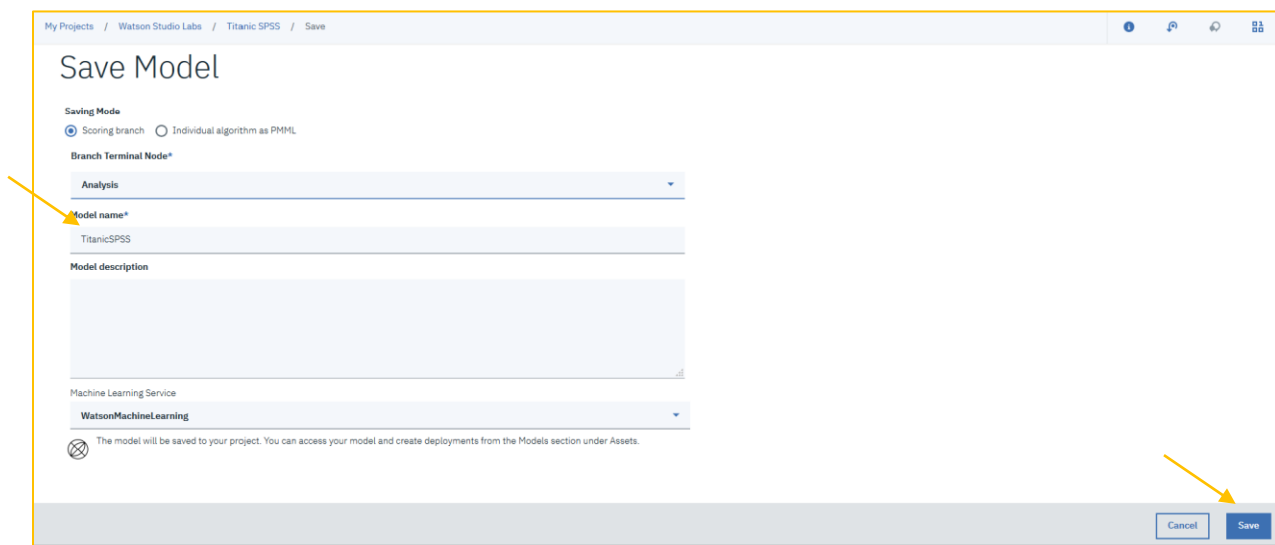 My Projects / Watson Studio Labs / Titanic SPSS / Save
Save Model
Saving Mode
Scoring branch Individual algorithm as PMML
Branch Terminal Node*
Analysis
Model name*
TitanicSPSS
Model description
Machine Learning Service
WatsonMachineLearning
The model will be saved to your project. You can access your model and create deployments from the Models section under Assets.
Cancel Save